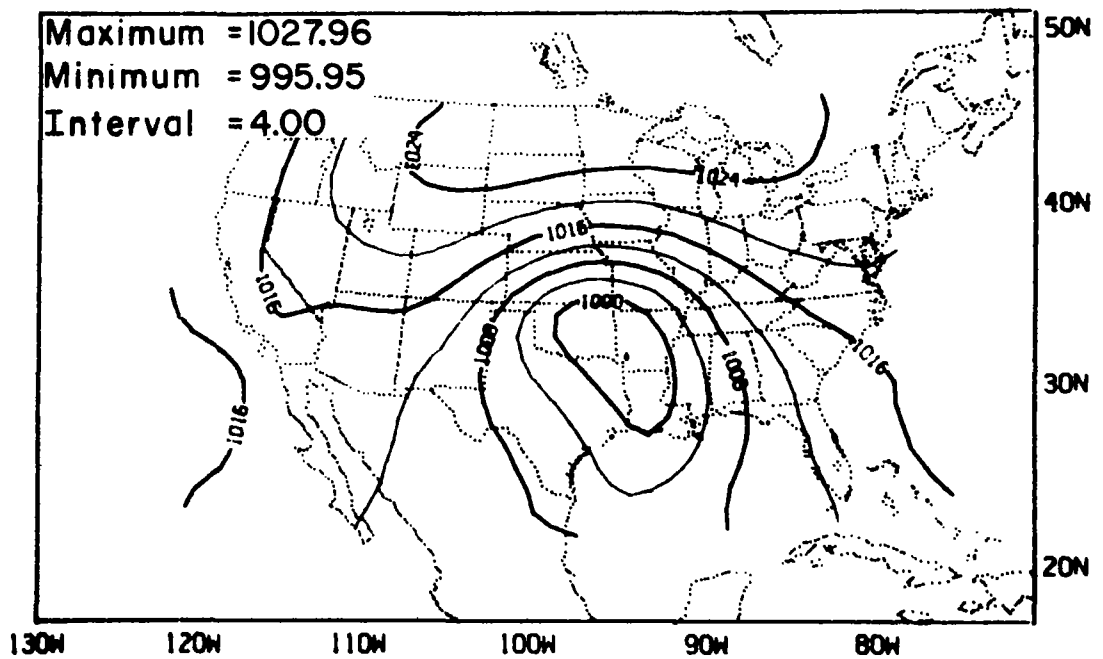 Maximum =1027.96
Minimum =995.95
Interval =4.00
50N
1024
1024
40N
1016
1016
1000
1008
1008
1016
30N
1016
20N
130W 120W 110W 100W 90W 80W